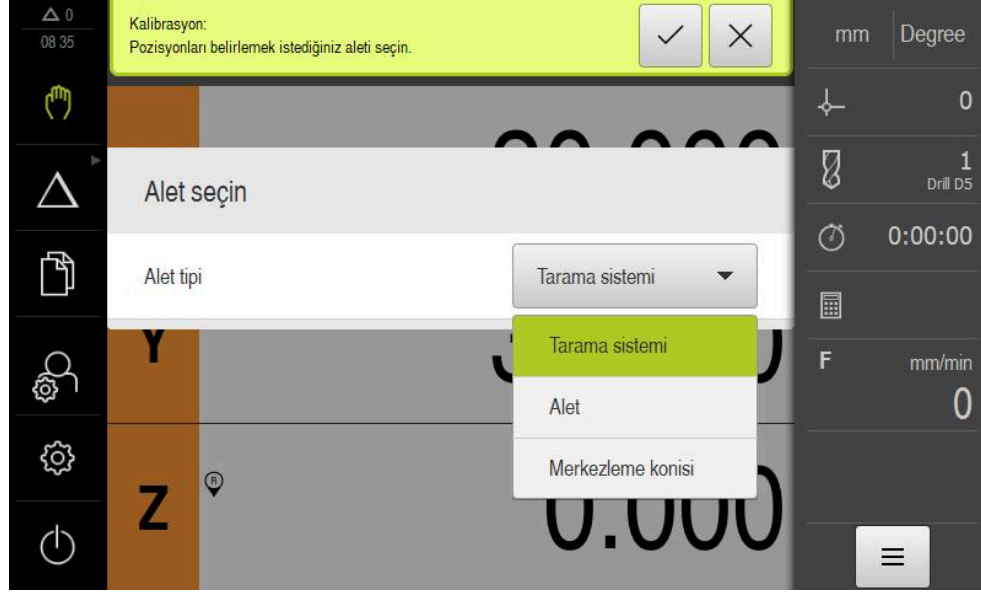 0
08 35
Kalibrasyon:
Pozisyonları belirlemek istediğiniz aleti seçin.
mm Degree
0
1
Drill D5
0:00:00
F mm/min
0
Alet seçin
Alet tipi
Tarama sistemi
Tarama sistemi
Alet
Merkezleme konisi
Y
Z
R
0.000